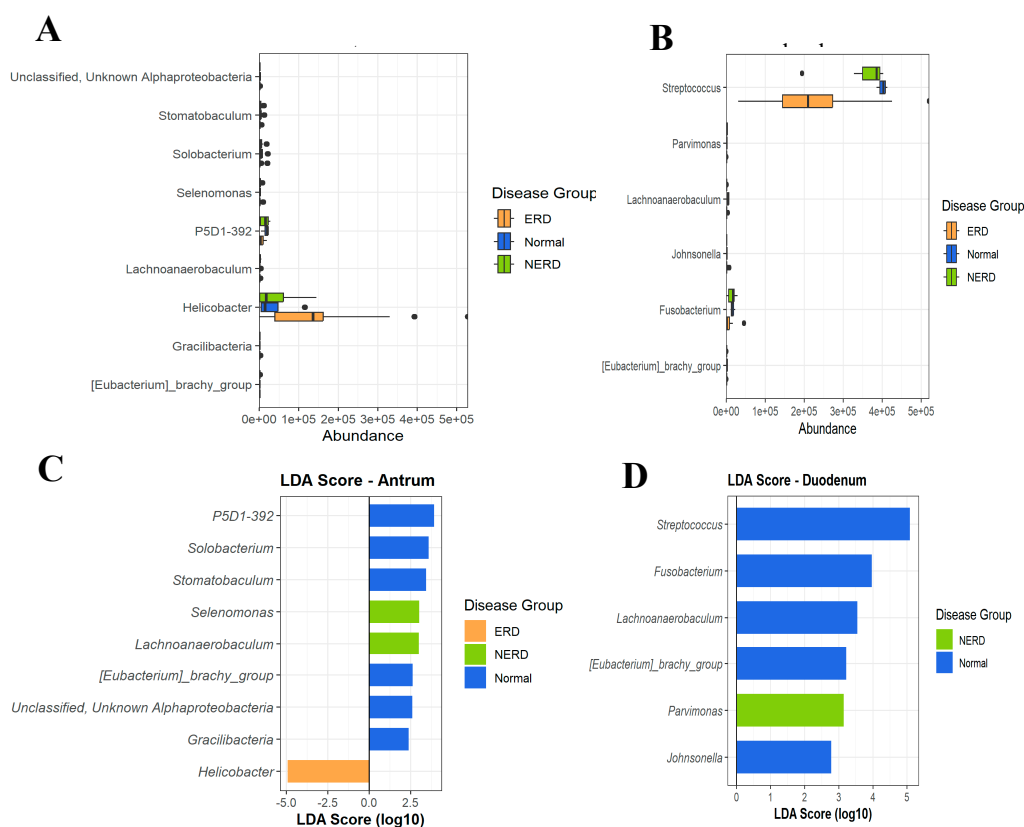 A
Unclassified, Unknown Alphaproteobacteria
Stomatobaculum
Solobacterium
Selenomonas
P5D1-392
Lachnoanaerobaculum
Helicobacter
Gracilibacteria
[Eubacterium]_brachy_group
0e+00 1e+05 2e+05 3e+05 4e+05 5e+05
Abundance
Disease Group
ERD
Normal
NERD
B
Streptococcus
Parvimonas
Lachnoanaerobaculum
Johnsonella
Fusobacterium
[Eubacterium]_brachy_group
0e+00 1e+05 2e+05 3e+05 4e+05 5e+05
Abundance
Disease Group
ERD
Normal
NERD
C
LDA Score - Antrum
P5D1-392
Solobacterium
Stomatobaculum
Selenomonas
Lachnoanaerobaculum
[Eubacterium]_brachy_group
Unclassified, Unknown Alphaproteobacteria
Gracilibacteria
Helicobacter
-5.0 -2.5 0.0 2.5
LDA Score (log10)
Disease Group
ERD
NERD
Normal
D
LDA Score - Duodenum
Streptococcus
Fusobacterium
Lachnoanaerobaculum
[Eubacterium]_brachy_group
Parvimonas
Johnsonella
0 1 2 3 4 5
LDA Score (log10)
Disease Group
NERD
Normal